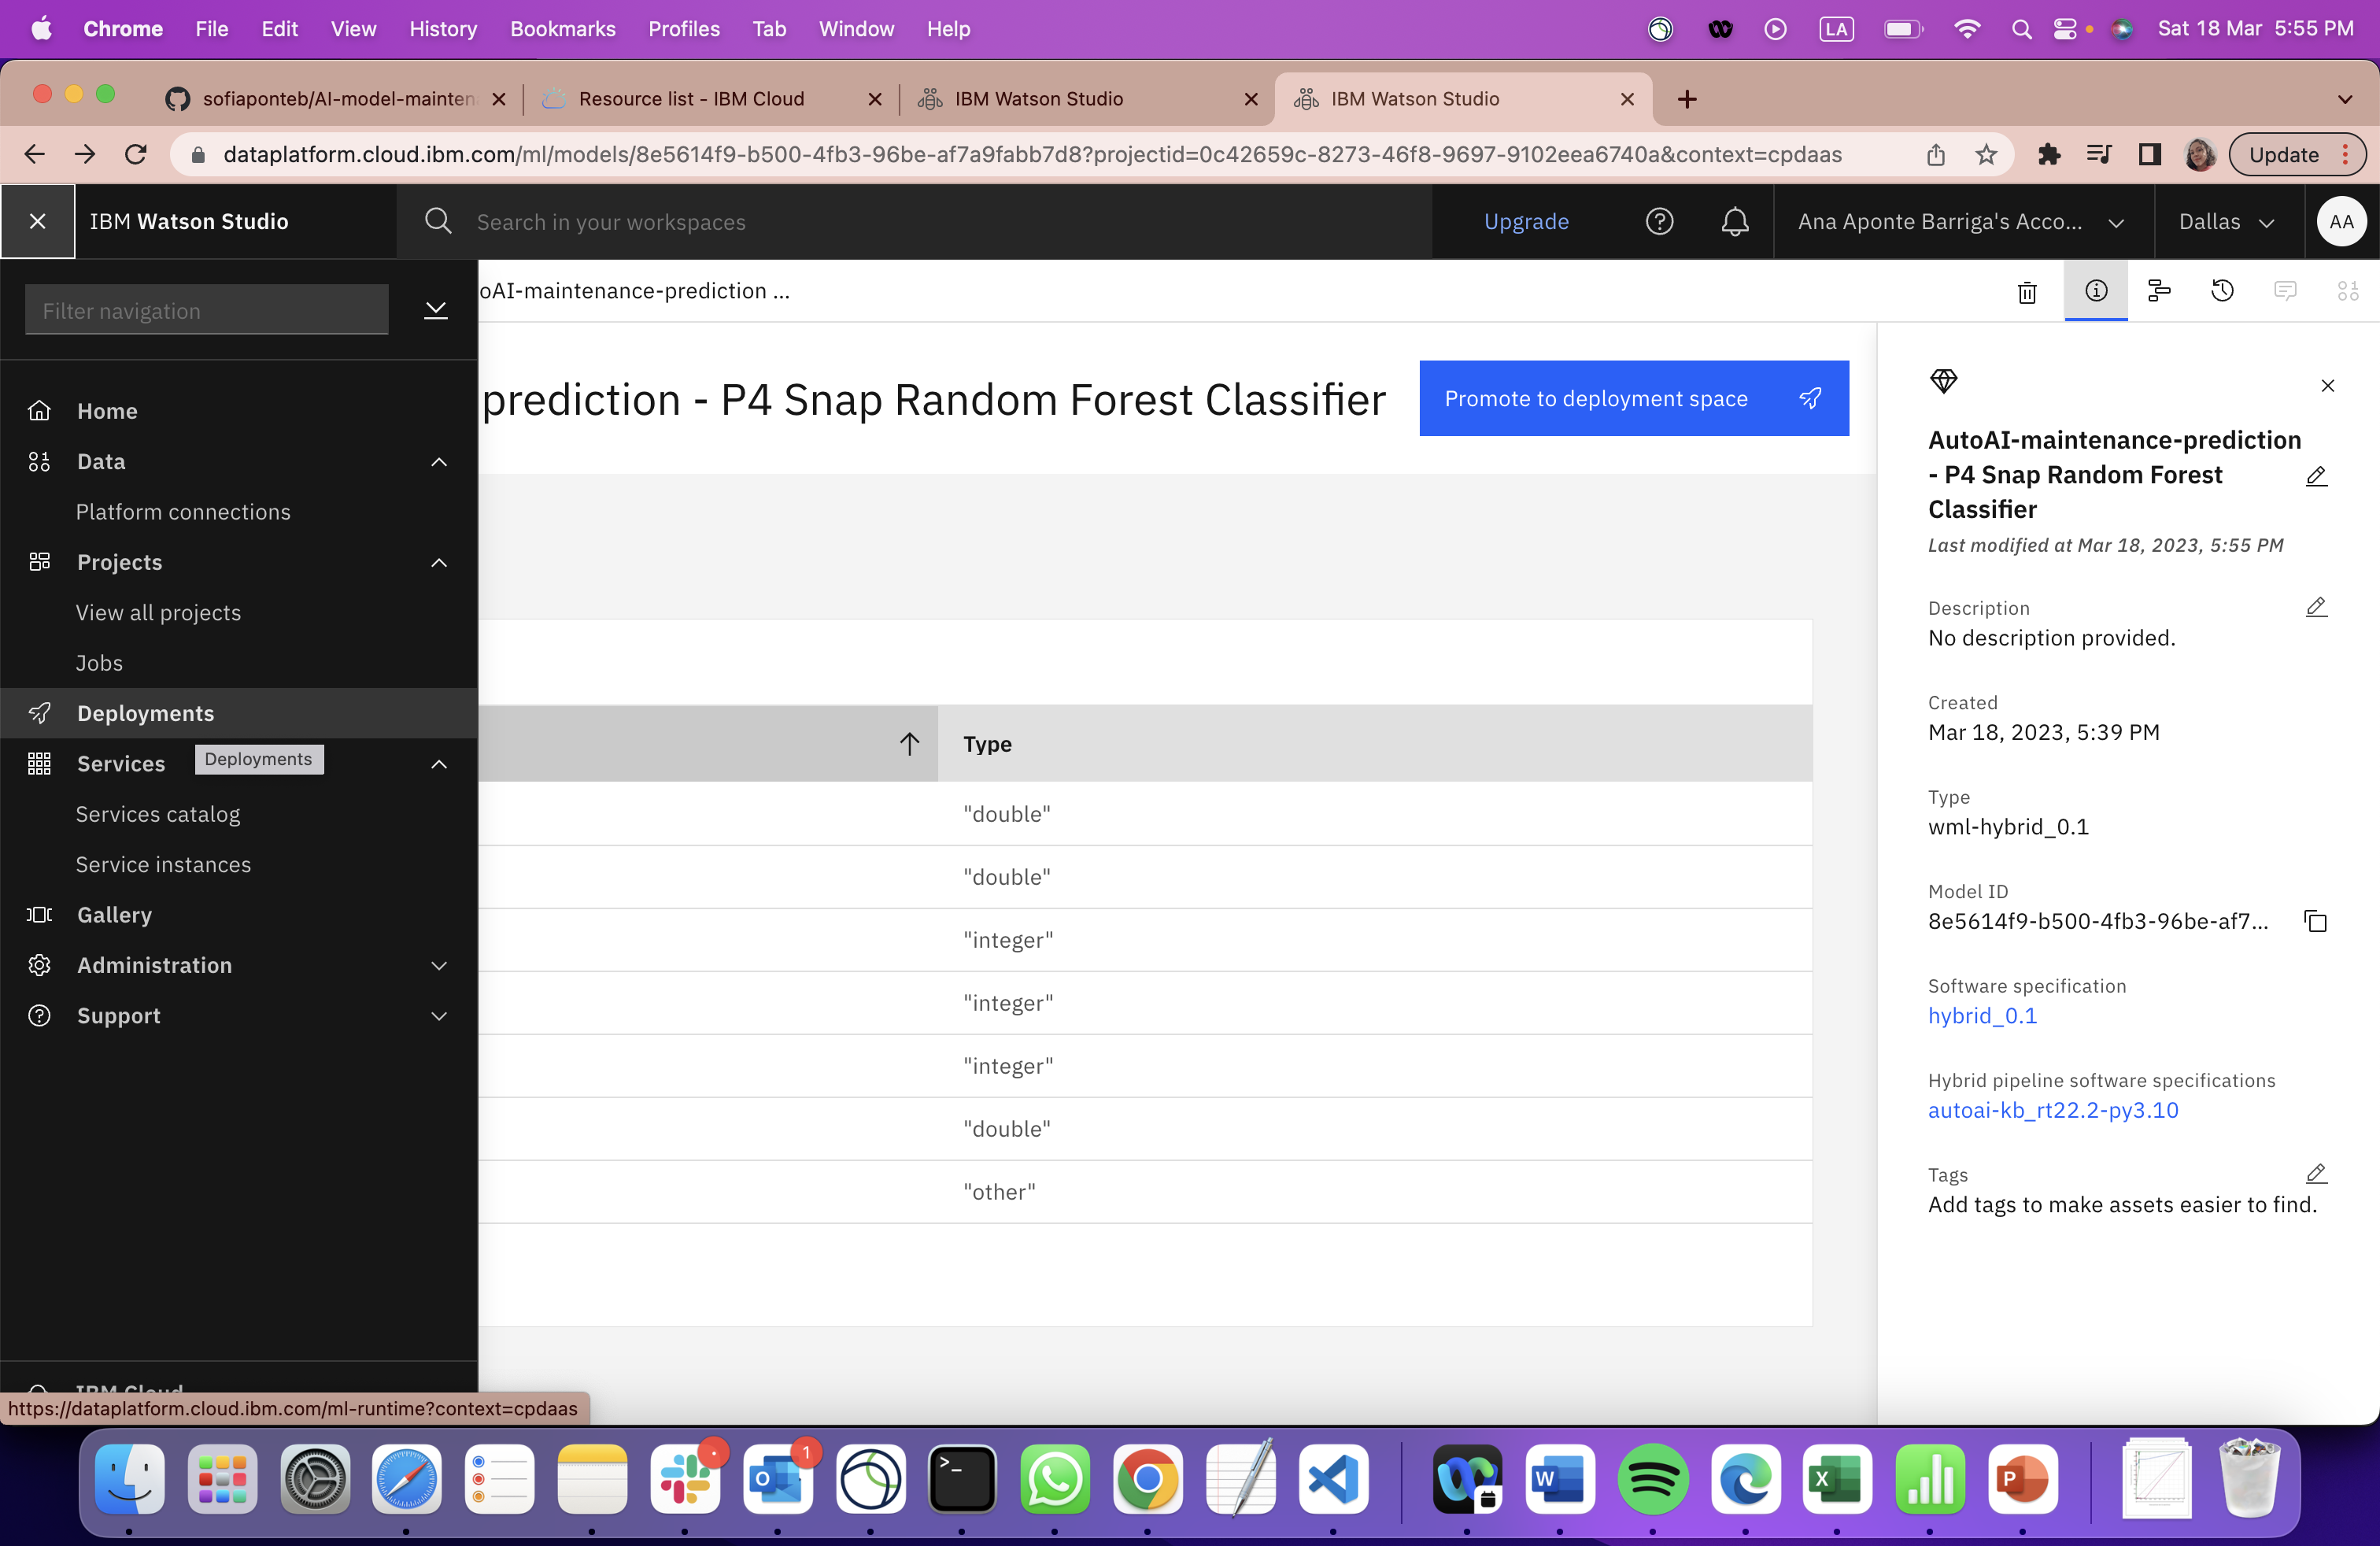 Chrome File Edit View History Bookmarks Profiles Tab Window Help LA Sat 18 Mar 5:55 PM
sofiaponteb/AI-model-mainten Resource list - IBM Cloud IBM Watson Studio IBM Watson Studio
dataplatform.cloud.ibm.com/ml/models/8e5614f9-b500-4fb3-96be-af7a9fabb7d8?projectid=0c42659c-8273-46f8-9697-9102eea6740a&context=cpdaas Update
IBM Watson Studio Search in your workspaces Upgrade Ana Aponte Barriga's Acco... Dallas AA
Filter navigation
Home
Data
Platform connections
Projects
View all projects
Jobs
Deployments
Services
Deployments
Services catalog
Service instances
Gallery
Administration
Support
IBM Cloud
https://dataplatform.cloud.ibm.com/ml-runtime?context=cpdaas
oAI-maintenance-prediction ...
prediction - P4 Snap Random Forest Classifier
Promote to deployment space
Type
"double"
"double"
"integer"
"integer"
"integer"
"double"
"other"
AutoAI-maintenance-prediction
- P4 Snap Random Forest
Classifier
Last modified at Mar 18, 2023, 5:55 PM
Description
No description provided.
Created
Mar 18, 2023, 5:39 PM
Type
wml-hybrid_0.1
Model ID
8e5614f9-b500-4fb3-96be-af7...
Software specification
hybrid_0.1
Hybrid pipeline software specifications
autoai-kb_rt22.2-py3.10
Tags
Add tags to make assets easier to find.
1